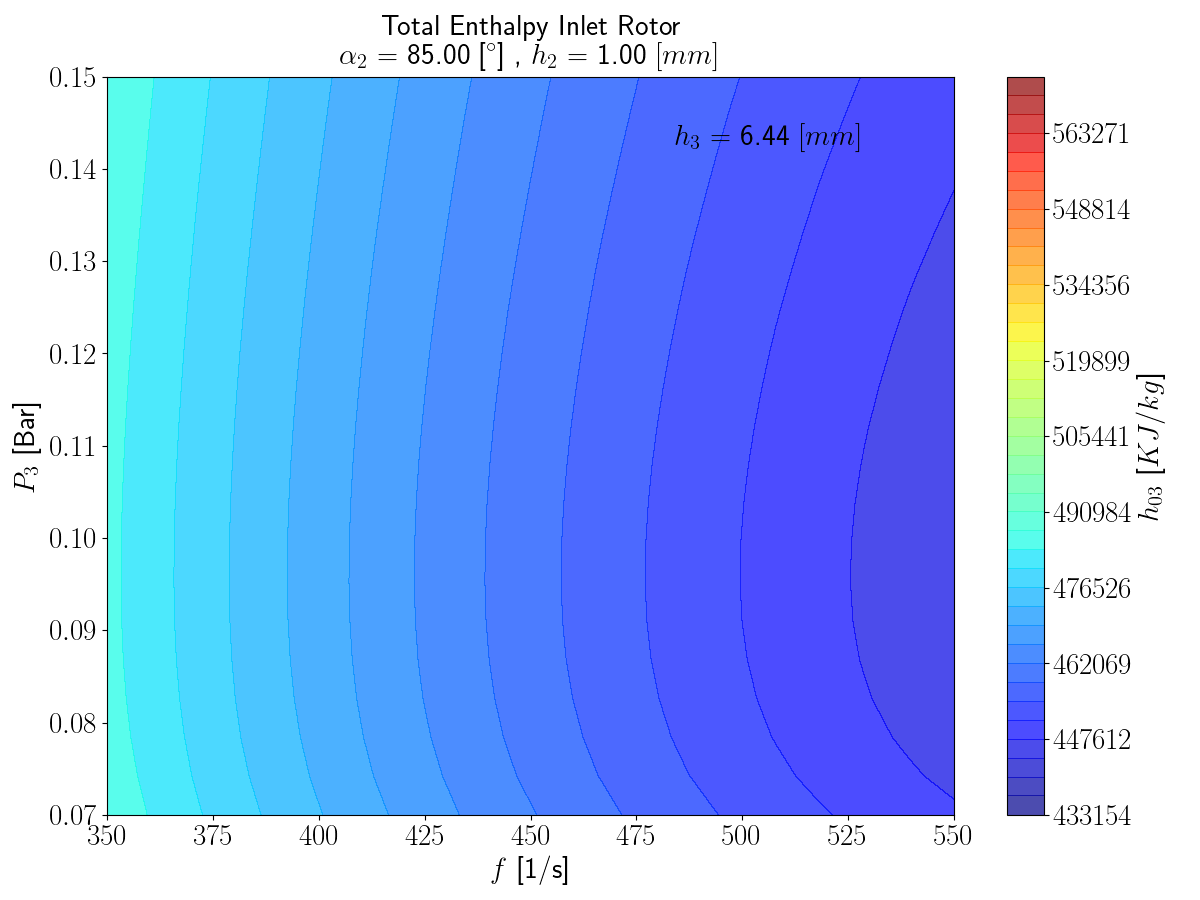 Total Enthalpy Inlet Rotor
α₂ = 85.00 [°] , h₂ = 1.00 [mm]
h₃ = 6.44 [mm]
0.15
0.14
0.13
0.12
0.11
0.10
0.09
0.08
0.07
P₃ [Bar]
350 375 400 425 450 475 500 525 550
f [1/s]
563271
548814
534356
519899
505441
490984
476526
462069
447612
433154
h₀₃ [KJ/kg]